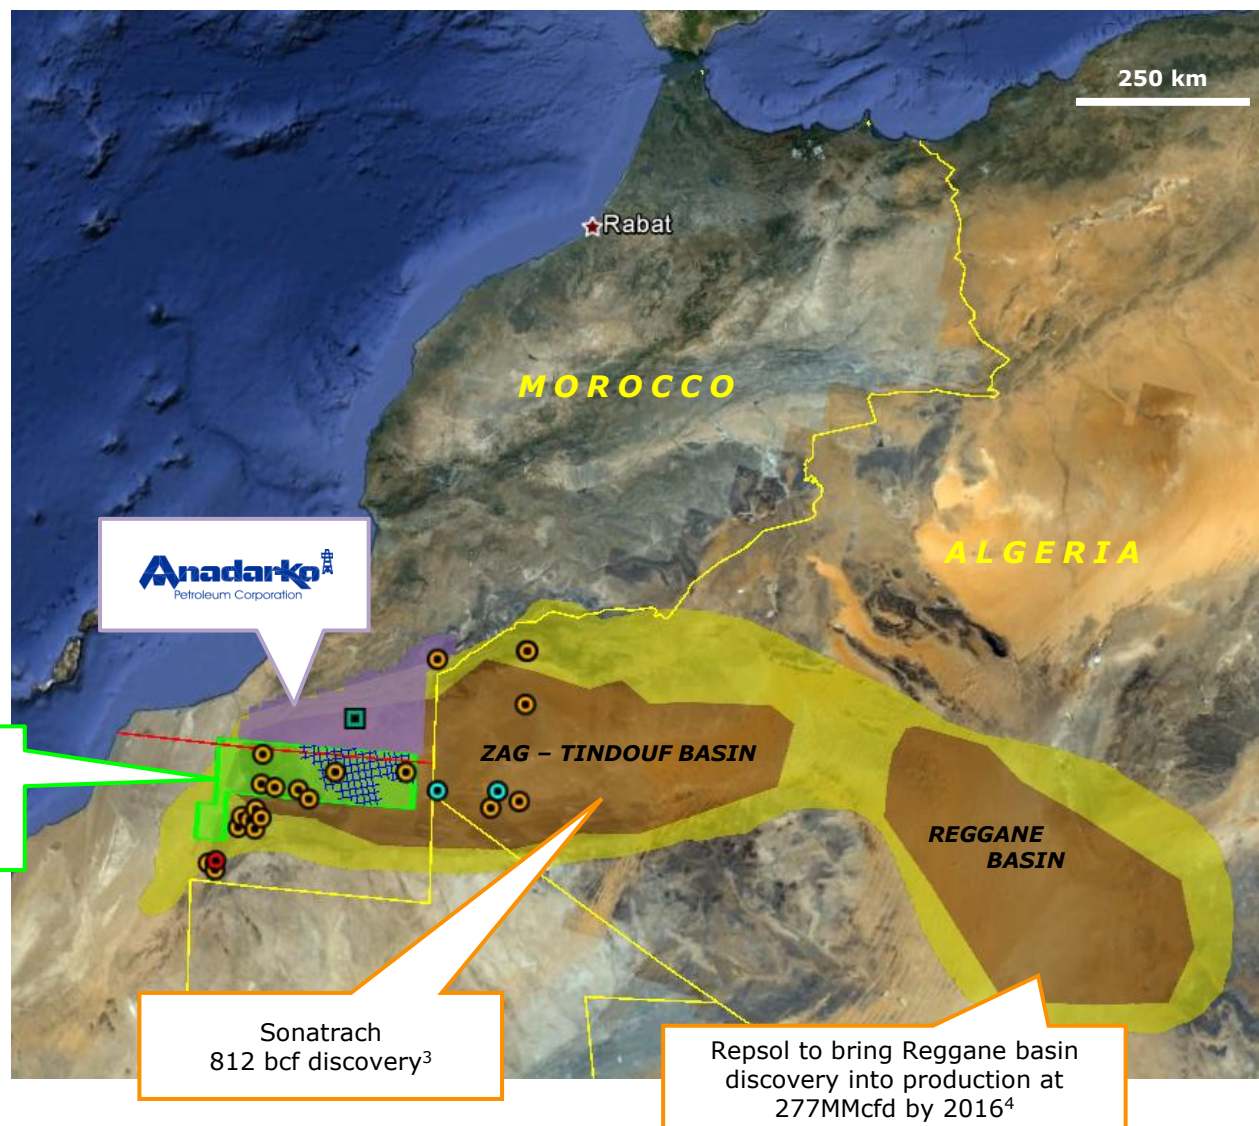 250 km
Rabat
MOROCCO
ALGERIA
Anadarko
Petroleum Corporation
ZAG – TINDOUF BASIN
REGGANE
BASIN
Sonatrach
812 bcf discovery³
Repsol to bring Reggane basin
discovery into production at
277MMcfd by 2016⁴